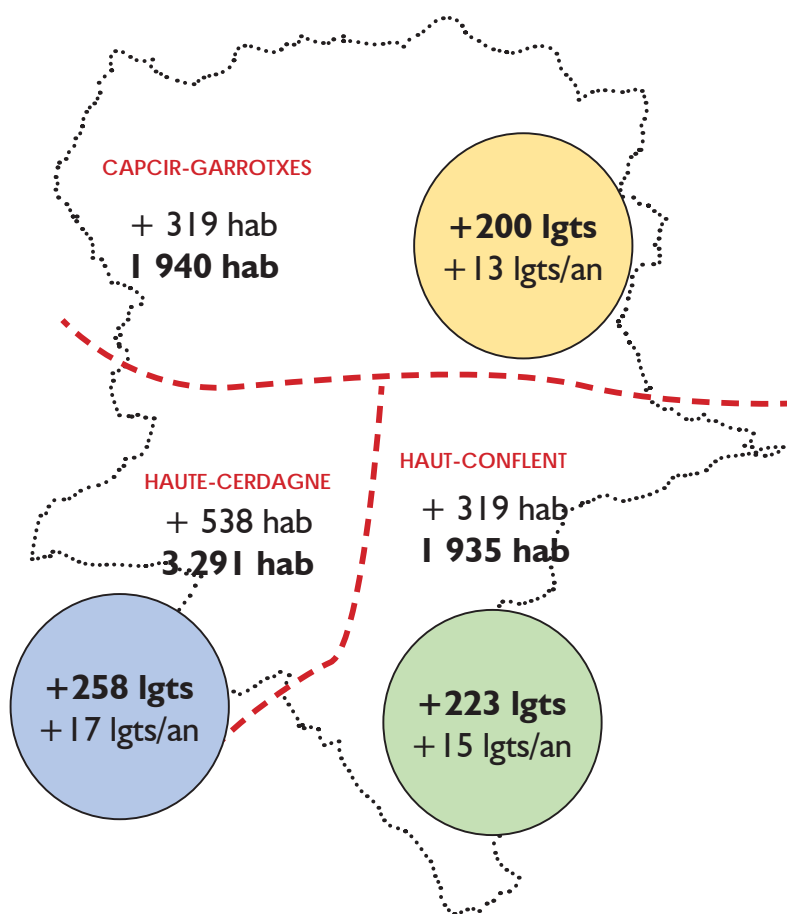 CAPCIR-GARROTXES
+ 319 hab
1 940 hab
+200 lgts
+13 lgts/an
HAUTE-CERDAGNE
+ 538 hab
3 291 hab
HAUT-CONFLENT
+ 319 hab
1 935 hab
+258 lgts
+17 lgts/an
+223 lgts
+15 lgts/an